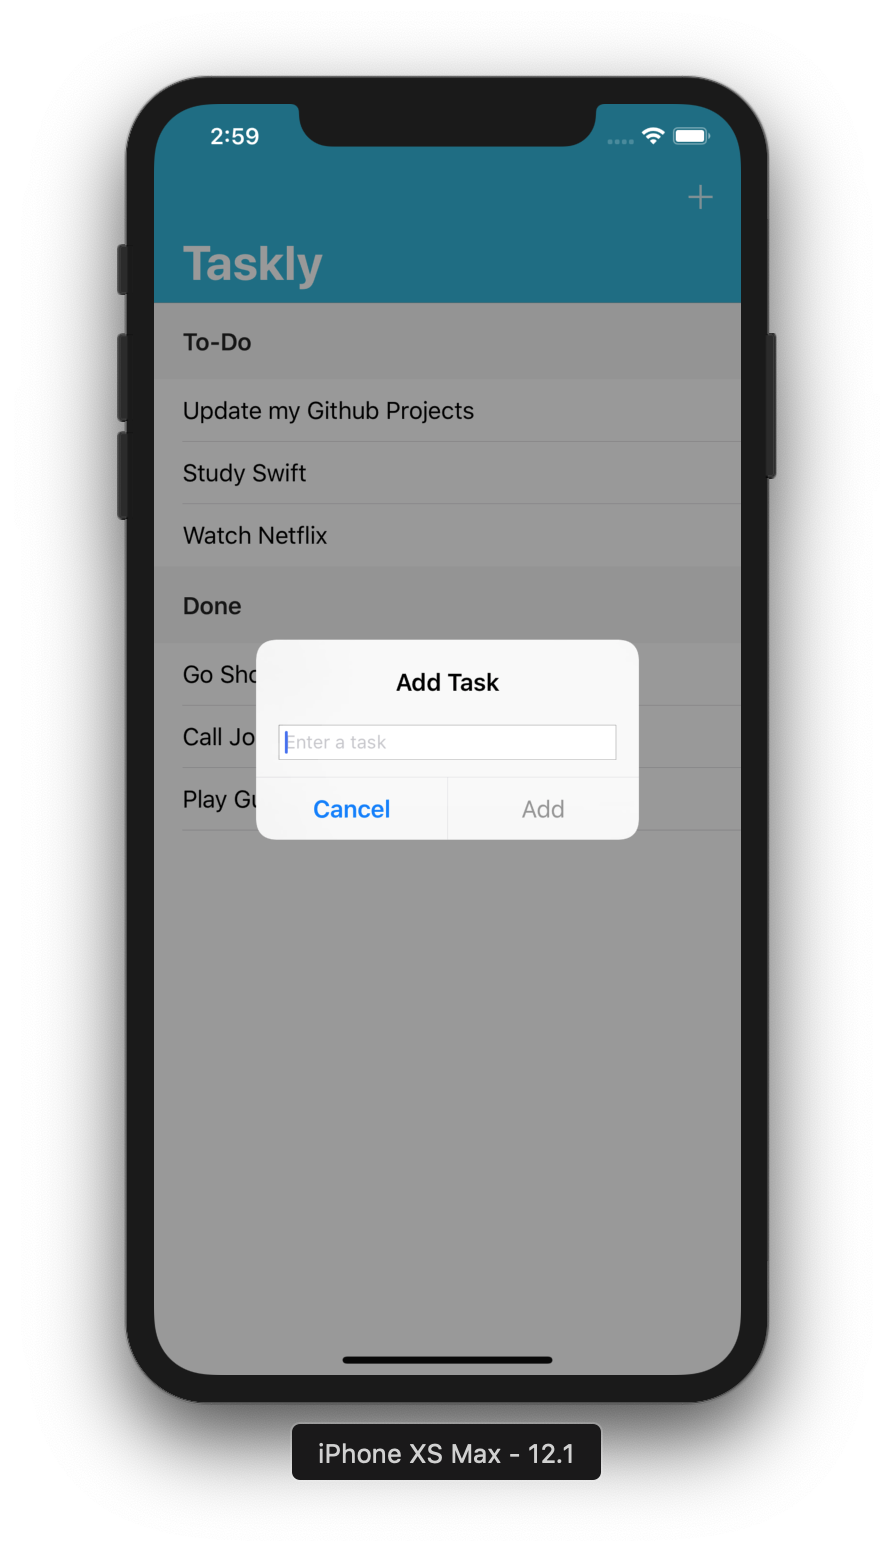 2:59
Taskly
To-Do
Update my Github Projects
Study Swift
Watch Netflix
Done
Go Sho
Call Jo
Play Gu
Add Task
Enter a task
Cancel
Add
iPhone XS Max - 12.1